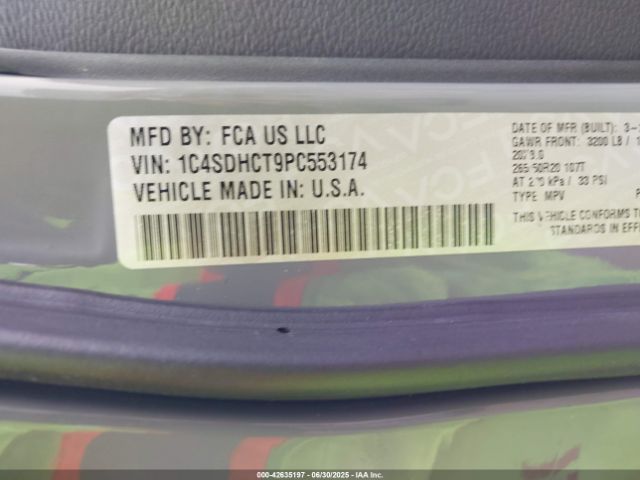 MFD BY: FCA US LLC
VIN: 1C4SDHCT9PC553174
VEHICLE MADE IN: U.S.A.
DATE OF MFR (BUILT): 3-
GAWR FRONT: 3200 LB /
265/50R20 107T
AT 230 kPa / 33 PSI
TYPE: MPV
THIS VEHICLE CONFORMS
STANDARDS IN EFF
000-42635197 - 06/30/2025 - IAA Inc.